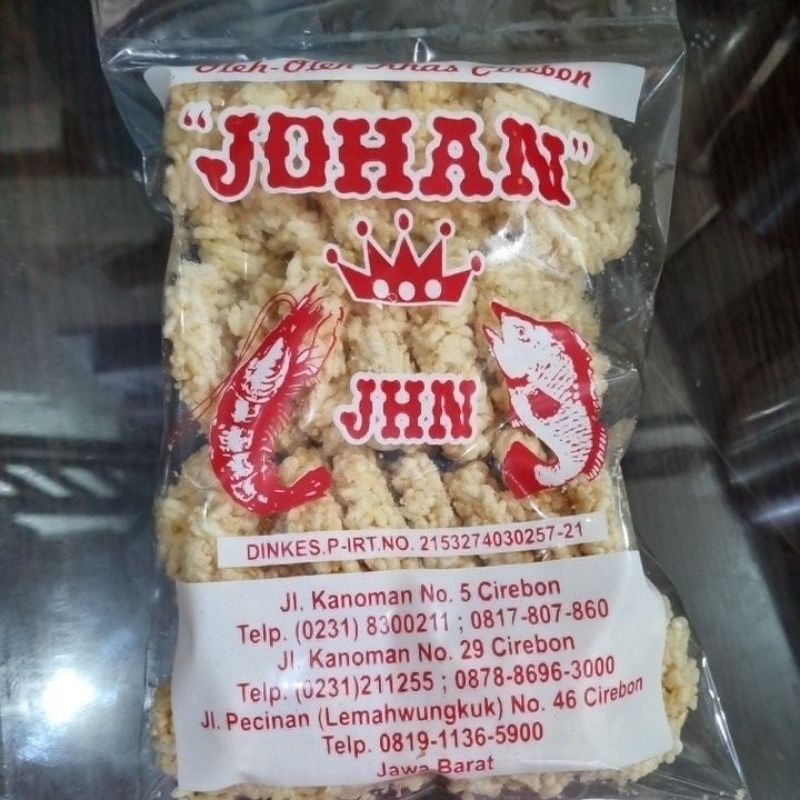 Oleh-Oleh Khas Cirebon
"JOHAN"
JHN
DINKES.P-IRT.NO. 2153274030257-21
Jl. Kanoman No. 5 Cirebon
Telp. (0231) 8300211 ; 0817-807-860
Jl. Kanoman No. 29 Cirebon
Telp. (0231)211255 ; 0878-8696-3000
Jl. Pecinan (Lemahwungkuk) No. 46 Cirebon
Telp. 0819-1136-5900
Jawa Barat